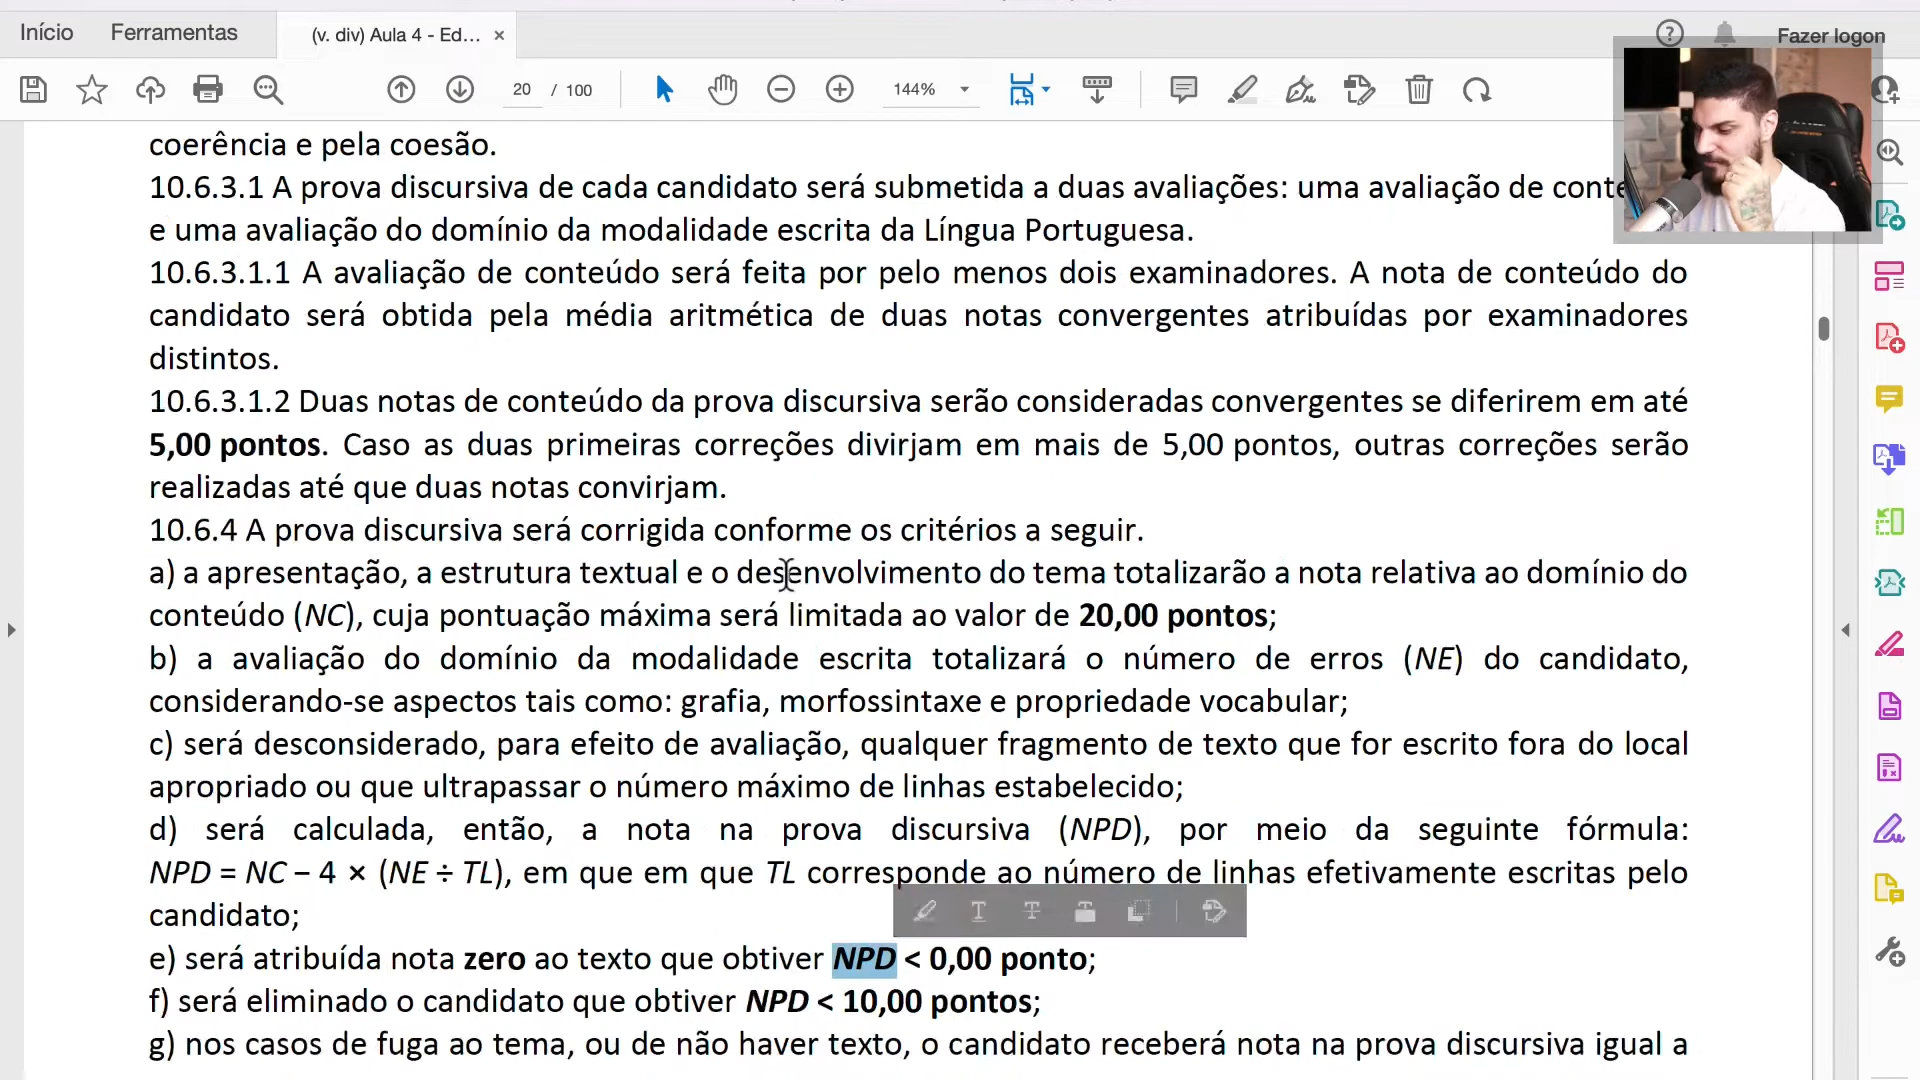 Início
Ferramentas
(v. div) Aula 4 - Ed...
Fazer logon
20 / 100
144%
coerência e pela coesão.
10.6.3.1 A prova discursiva de cada candidato será submetida a duas avaliações: uma avaliação de conte
e uma avaliação do domínio da modalidade escrita da Língua Portuguesa.
10.6.3.1.1 A avaliação de conteúdo será feita por pelo menos dois examinadores. A nota de conteúdo do
candidato será obtida pela média aritmética de duas notas convergentes atribuídas por examinadores
distintos.
10.6.3.1.2 Duas notas de conteúdo da prova discursiva serão consideradas convergentes se diferirem em até
5,00 pontos. Caso as duas primeiras correções divirjam em mais de 5,00 pontos, outras correções serão
realizadas até que duas notas convirjam.
10.6.4 A prova discursiva será corrigida conforme os critérios a seguir.
a) a apresentação, a estrutura textual e o desenvolvimento do tema totalizarão a nota relativa ao domínio do
conteúdo (NC), cuja pontuação máxima será limitada ao valor de 20,00 pontos;
b) a avaliação do domínio da modalidade escrita totalizará o número de erros (NE) do candidato,
considerando-se aspectos tais como: grafia, morfossintaxe e propriedade vocabular;
c) será desconsiderado, para efeito de avaliação, qualquer fragmento de texto que for escrito fora do local
apropriado ou que ultrapassar o número máximo de linhas estabelecido;
d) será calculada, então, a nota na prova discursiva (NPD), por meio da seguinte fórmula:
NPD = NC − 4 × (NE ÷ TL), em que em que TL corresponde ao número de linhas efetivamente escritas pelo
candidato;
e) será atribuída nota zero ao texto que obtiver NPD < 0,00 ponto;
f) será eliminado o candidato que obtiver NPD < 10,00 pontos;
g) nos casos de fuga ao tema, ou de não haver texto, o candidato receberá nota na prova discursiva igual a